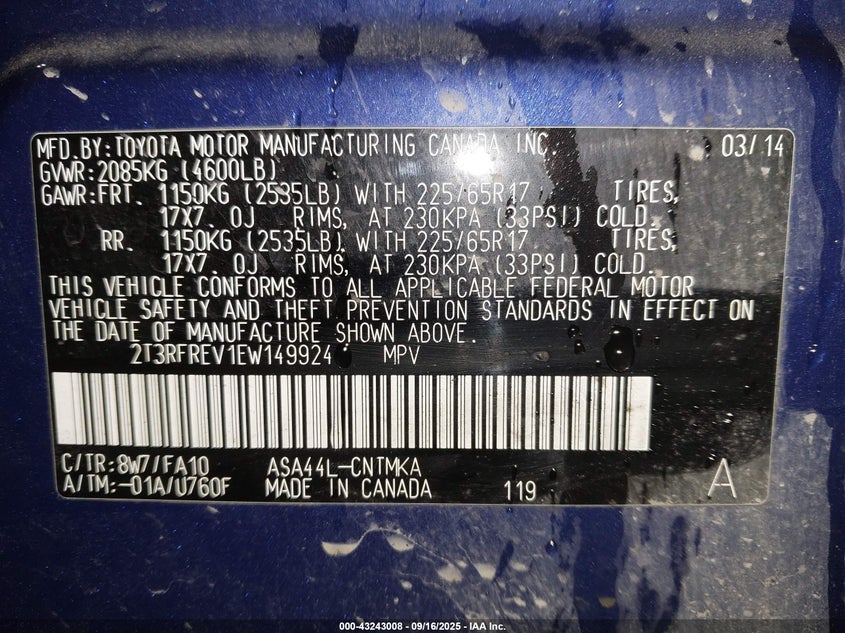 MFD.BY:TOYOTA MOTOR MANUFACTURING CANADA INC. 03/14
GVWR:2085KG (4600LB)
GAWR:FRT. 1150KG (2535LB) WITH 225/65R17 TIRES,
17X7.0J RIMS, AT 230KPA (33PSI) COLD.
RR. 1150KG (2535LB) WITH 225/65R17 TIRES,
17X7.0J RIMS, AT 230KPA (33PSI) COLD.
THIS VEHICLE CONFORMS TO ALL APPLICABLE FEDERAL MOTOR
VEHICLE SAFETY AND THEFT PREVENTION STANDARDS IN EFFECT ON
THE DATE OF MANUFACTURE SHOWN ABOVE.
2T3RFREV1EW149924 MPV
C/TR:8W7/FA10 ASA44L-CNTMKA
A/TM:-01A/U760F MADE IN CANADA 119 A
000-43243008 - 09/16/2025 - IAA Inc.